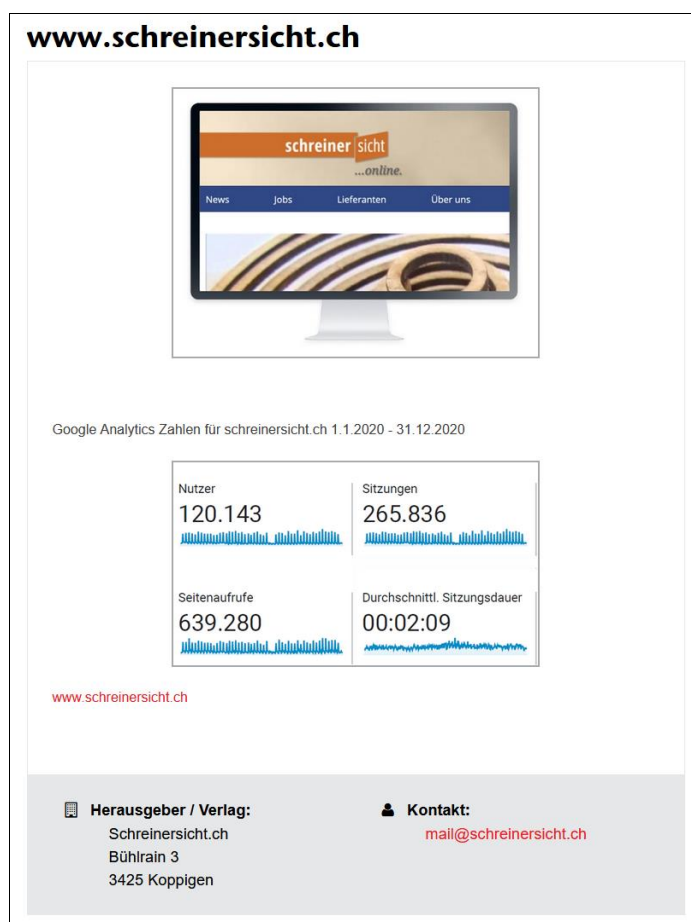 www.schreinersicht.ch
schreiner sicht
...online.
News Jobs Lieferanten Über uns
Google Analytics Zahlen für schreinersicht.ch 1.1.2020 - 31.12.2020
Nutzer Sitzungen
120.143 265.836
Seitenaufrufe Durchschnittl. Sitzungsdauer
639.280 00:02:09
www.schreinersicht.ch
Herausgeber / Verlag:
Schreinersicht.ch
Bühlrain 3
3425 Koppigen
Kontakt:
mail@schreinersicht.ch